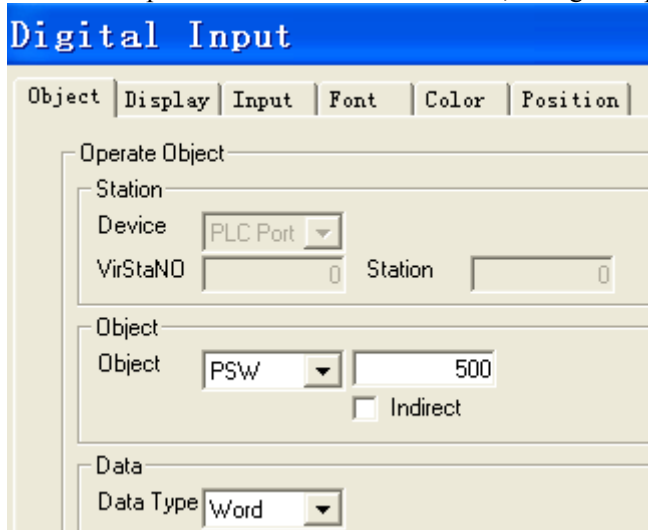 Digital Input
Object Display Input Font Color Position
Operate Object
Station
Device PLC Port
VirStaNO 0 Station 0
Object
Object PSW 500
Indirect
Data
Data Type Word